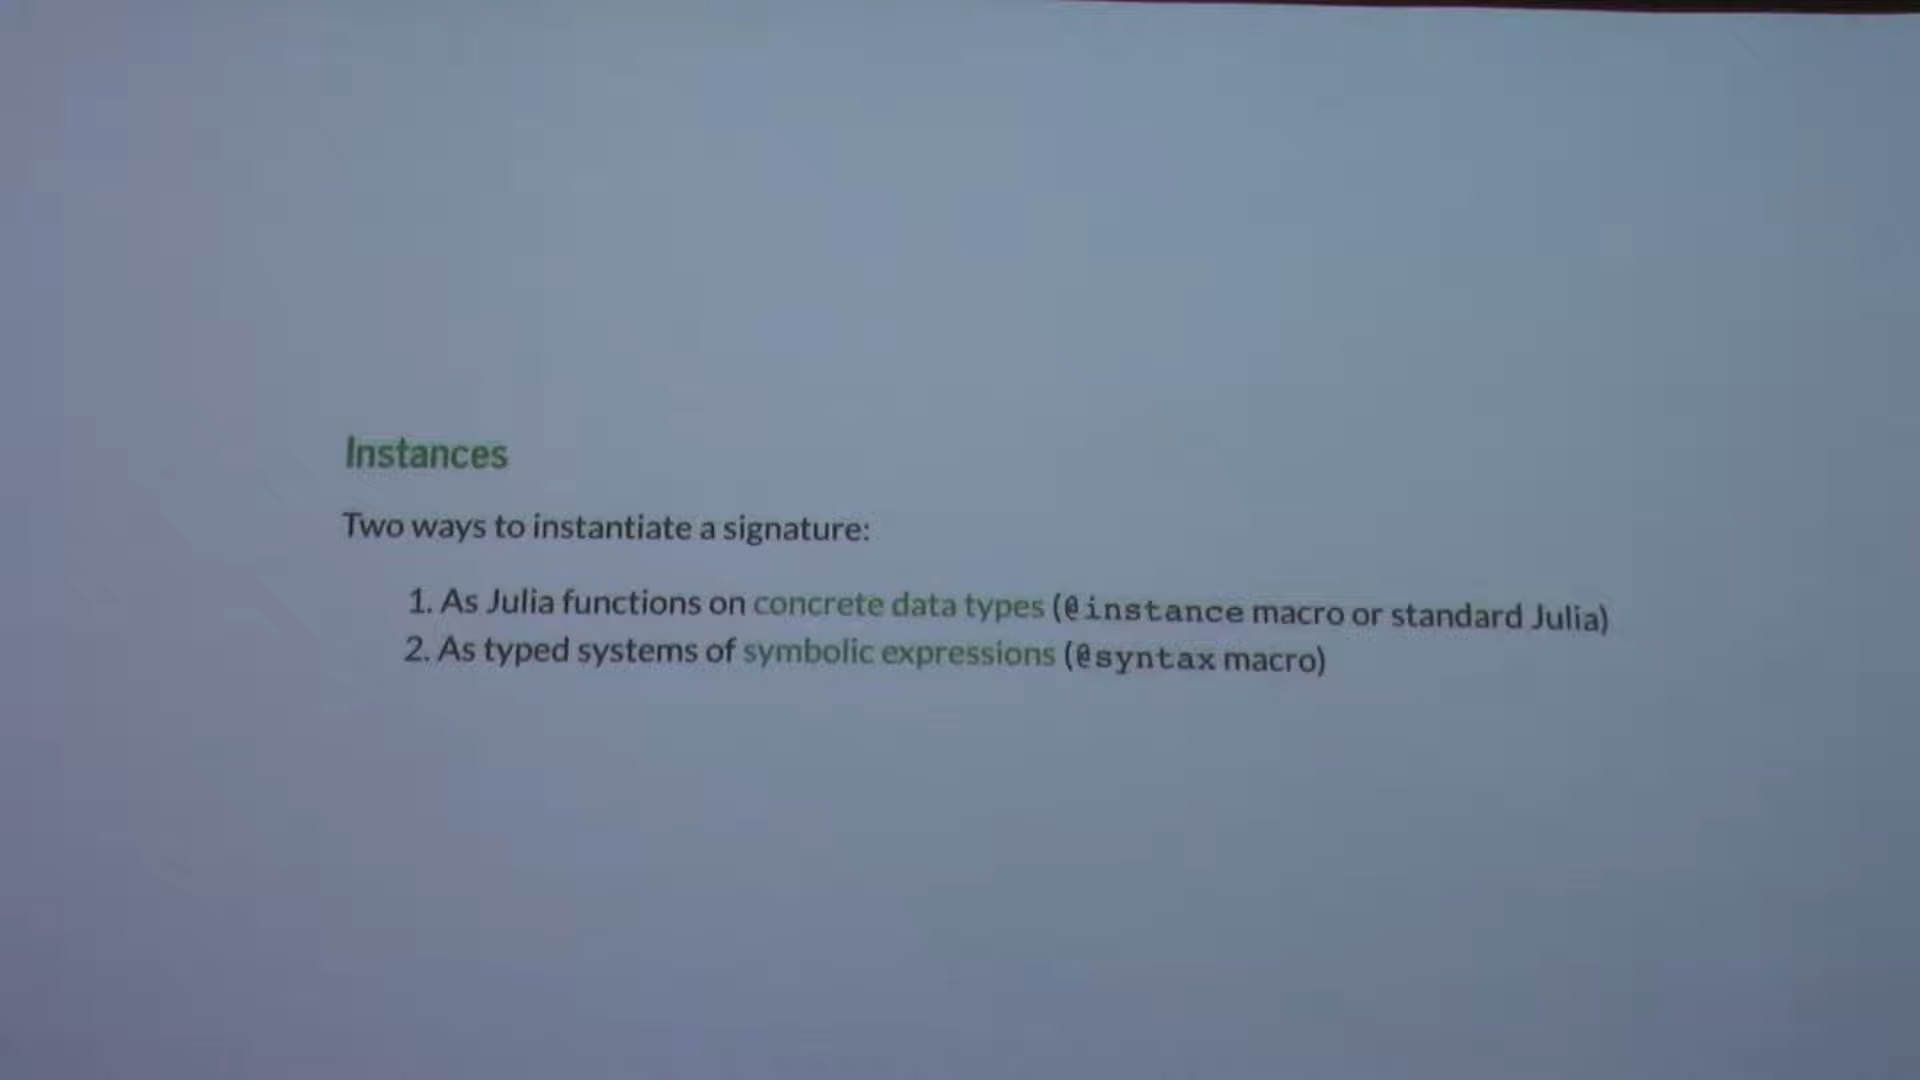 Instances
Two ways to instantiate a signature:
1. As Julia functions on concrete data types (@instance macro or standard Julia)
2. As typed systems of symbolic expressions (@syntax macro)